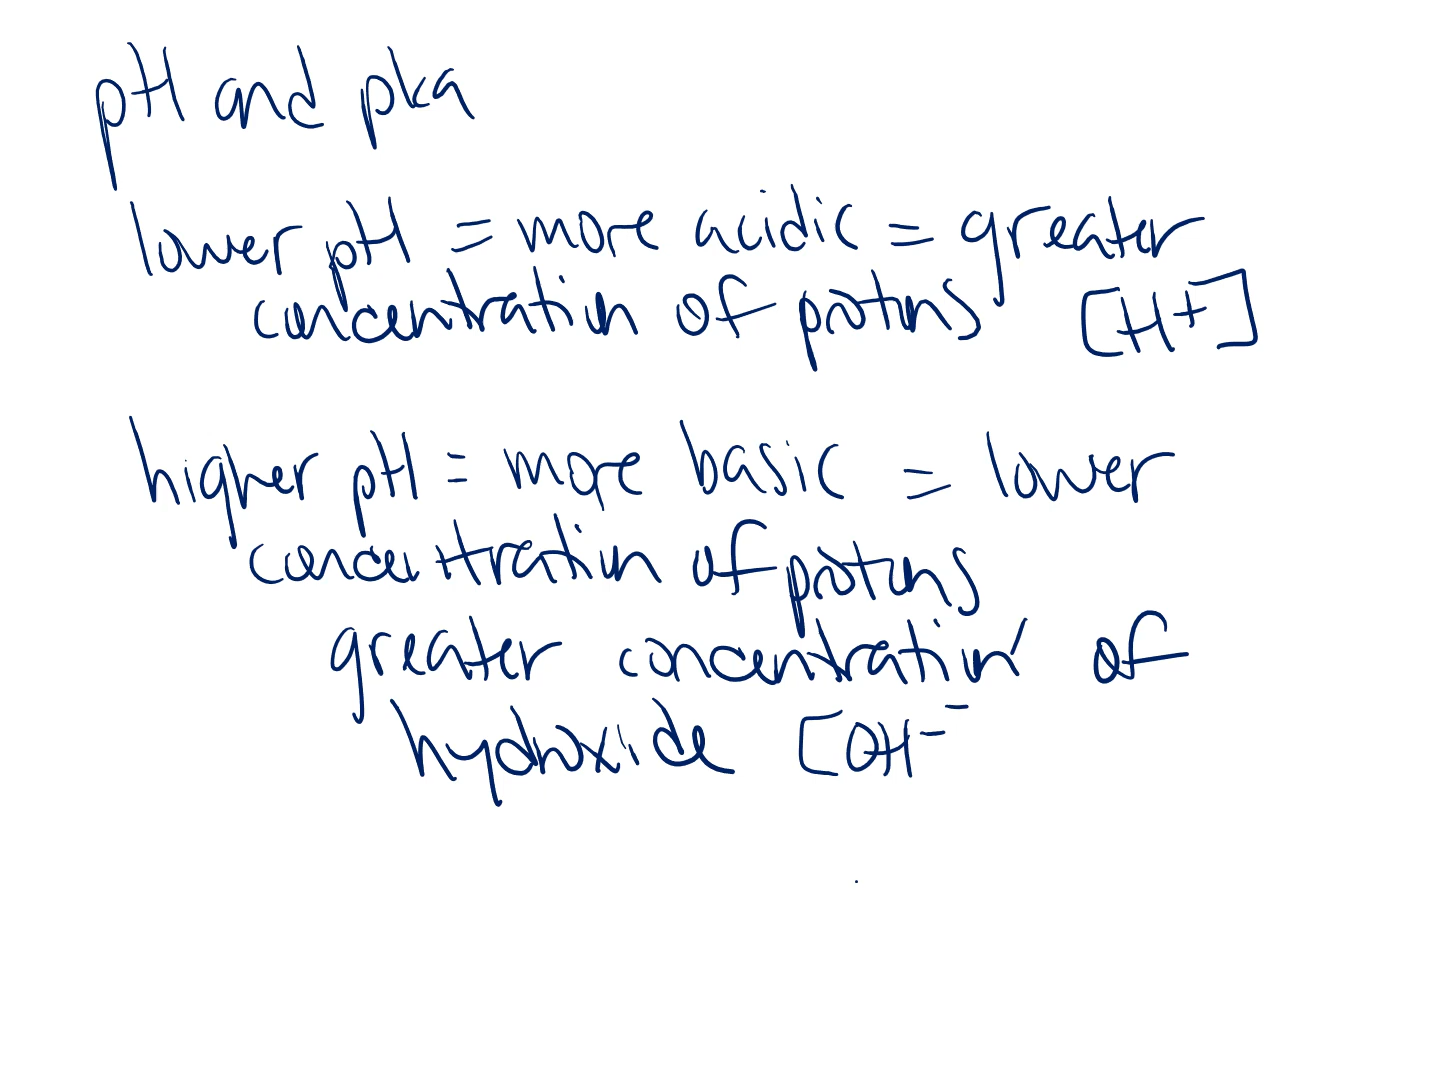 pH and pka
lower pH = more acidic = greater
concentration of protons [H+]
higher pH = more basic = lower
concentration of protons
greater concentration of
hydroxide [OH-